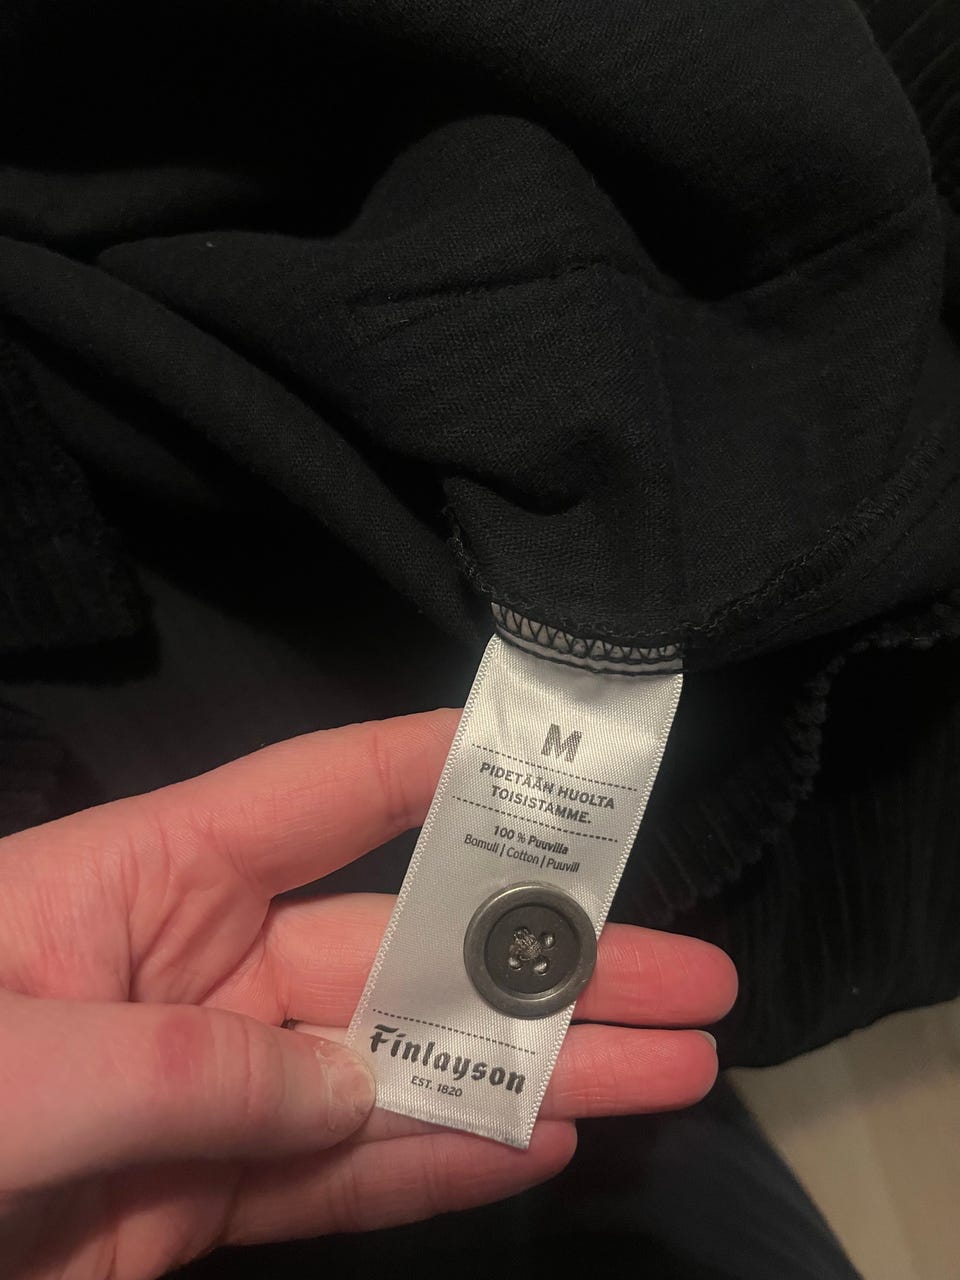 M
PIDETÄÄN HUOLTA
TOISISTAMME.
100 % Puuvilla
Bomull | Cotton | Puuvill
Finlayson
EST. 1820